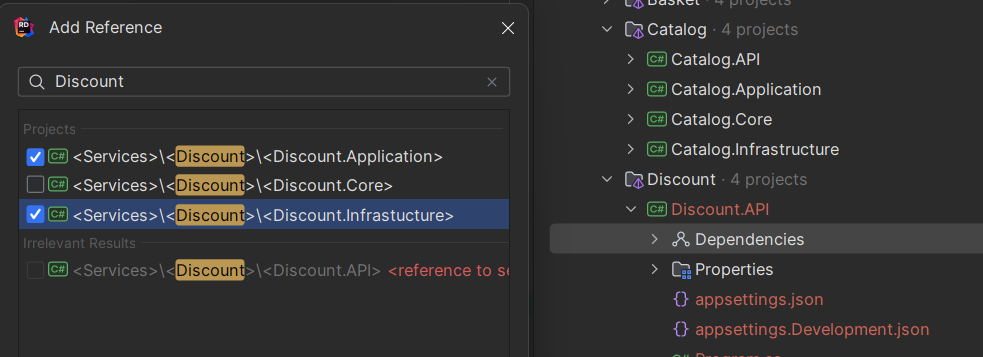 RD Add Reference
Discount
Projects
C# <Services>\<Discount>\<Discount.Application>
C# <Services>\<Discount>\<Discount.Core>
C# <Services>\<Discount>\<Discount.Infrastucture>
Irrelevant Results
C# <Services>\<Discount>\<Discount.API> <reference to se
Basket · 4 projects
Catalog · 4 projects
C# Catalog.API
C# Catalog.Application
C# Catalog.Core
C# Catalog.Infrastructure
Discount · 4 projects
C# Discount.API
Dependencies
Properties
{} appsettings.json
{} appsettings.Development.json